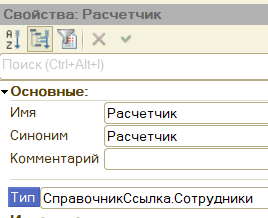 Свойства: Расчетчик
Поиск (Ctrl+Alt+I)
Основные:
Имя Расчетчик
Синоним Расчетчик
Комментарий
Тип СправочникСсылка.Сотрудники